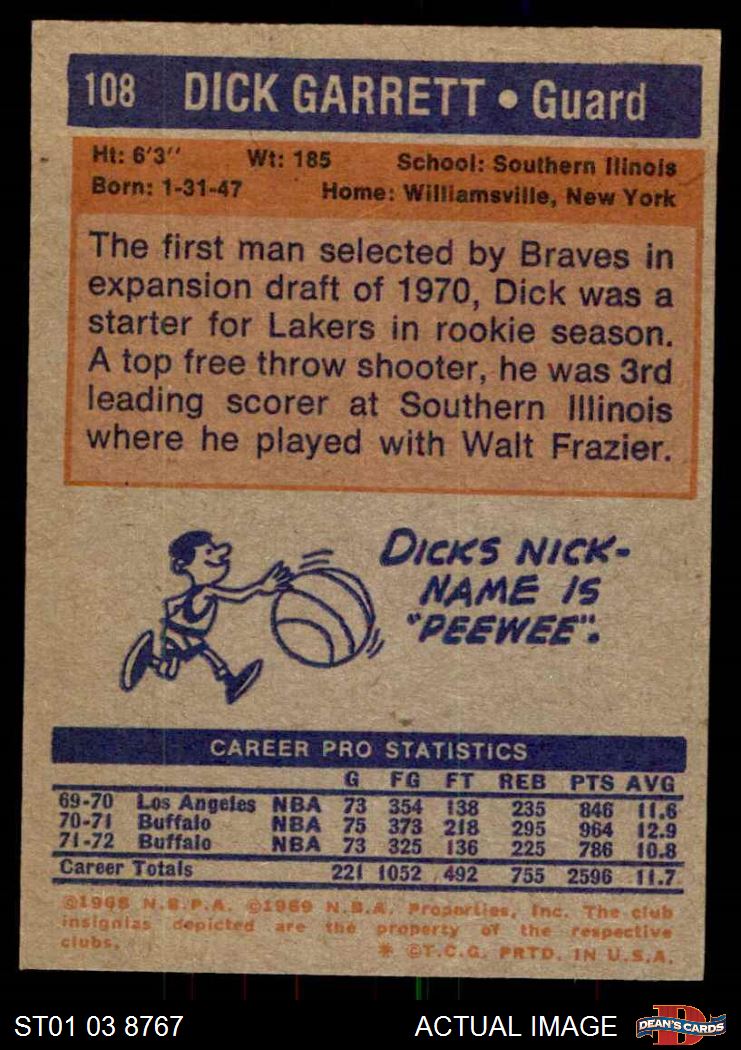 108 DICK GARRETT • Guard
Ht: 6'3'' Wt: 185 School: Southern Illinois
Born: 1-31-47 Home: Williamsville, New York
The first man selected by Braves in
expansion draft of 1970, Dick was a
starter for Lakers in rookie season.
A top free throw shooter, he was 3rd
leading scorer at Southern Illinois
where he played with Walt Frazier.
DICKS NICK-
NAME IS
"PEEWEE".
CAREER PRO STATISTICS
G FG FT REB PTS AVG
69-70 Los Angeles NBA 73 354 138 235 846 11.6
70-71 Buffalo NBA 75 373 218 295 964 12.9
71-72 Buffalo NBA 73 325 136 225 786 10.8
Career Totals 221 1052 492 755 2596 11.7
©1968 N.B.P.A. ©1969 N.B.A. Properties, Inc. The club
insignias depicted are the property of the respective
clubs. * ©T.C.G. PRTD. IN U.S.A.
ST01 03 8767 ACTUAL IMAGE DEAN'S CARDS